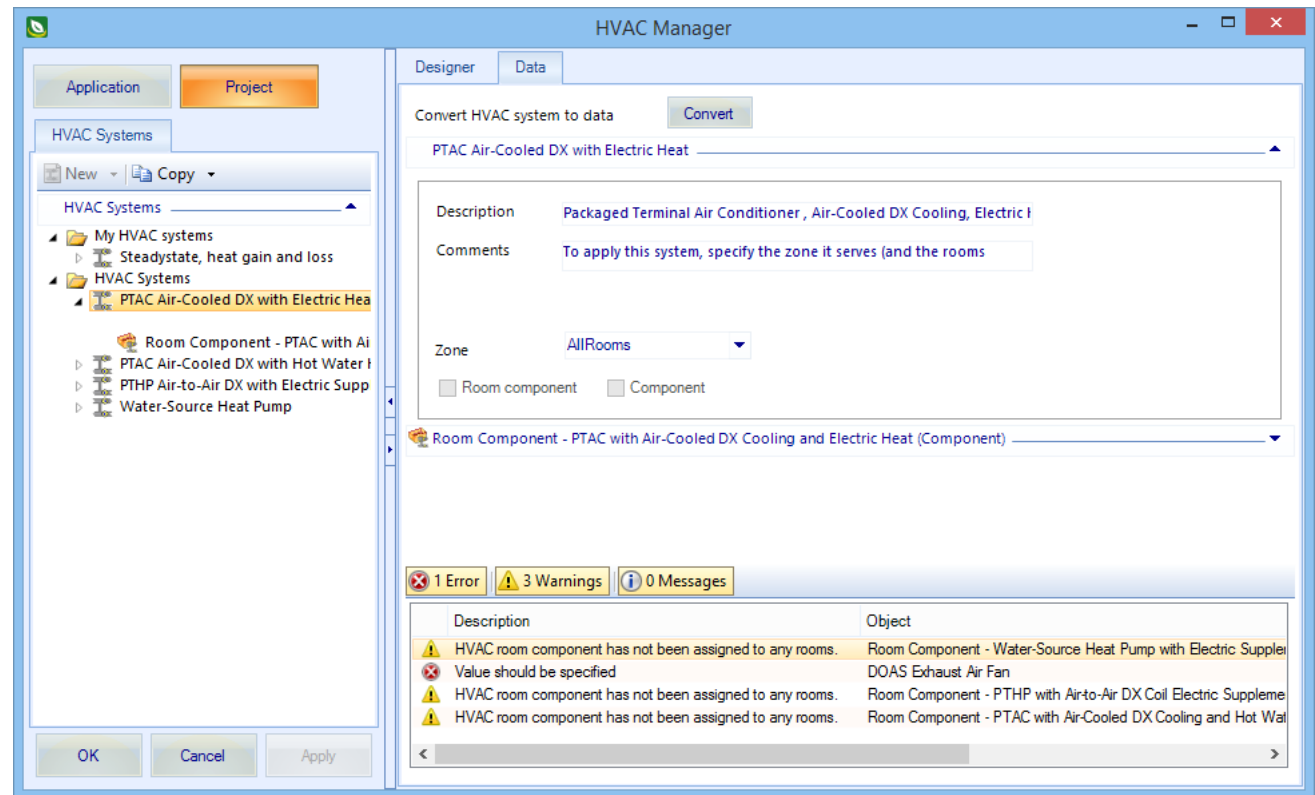 HVAC Manager
Application
Project
HVAC Systems
New
Copy
HVAC Systems
My HVAC systems
Steadystate, heat gain and loss
HVAC Systems
PTAC Air-Cooled DX with Electric Hea
Room Component - PTAC with Ai
PTAC Air-Cooled DX with Hot Water
PTHP Air-to-Air DX with Electric Supp
Water-Source Heat Pump
OK
Cancel
Apply
Designer
Data
Convert HVAC system to data
Convert
PTAC Air-Cooled DX with Electric Heat
Description
Packaged Terminal Air Conditioner , Air-Cooled DX Cooling, Electric
Comments
To apply this system, specify the zone it serves (and the rooms
Zone
AllRooms
Room component
Component
Room Component - PTAC with Air-Cooled DX Cooling and Electric Heat (Component)
1 Error
3 Warnings
0 Messages
Description Object
HVAC room component has not been assigned to any rooms. Room Component - Water-Source Heat Pump with Electric Supplei
Value should be specified DOAS Exhaust Air Fan
HVAC room component has not been assigned to any rooms. Room Component - PTHP with Air-to-Air DX Coil Electric Suppleme
HVAC room component has not been assigned to any rooms. Room Component - PTAC with Air-Cooled DX Cooling and Hot Wat